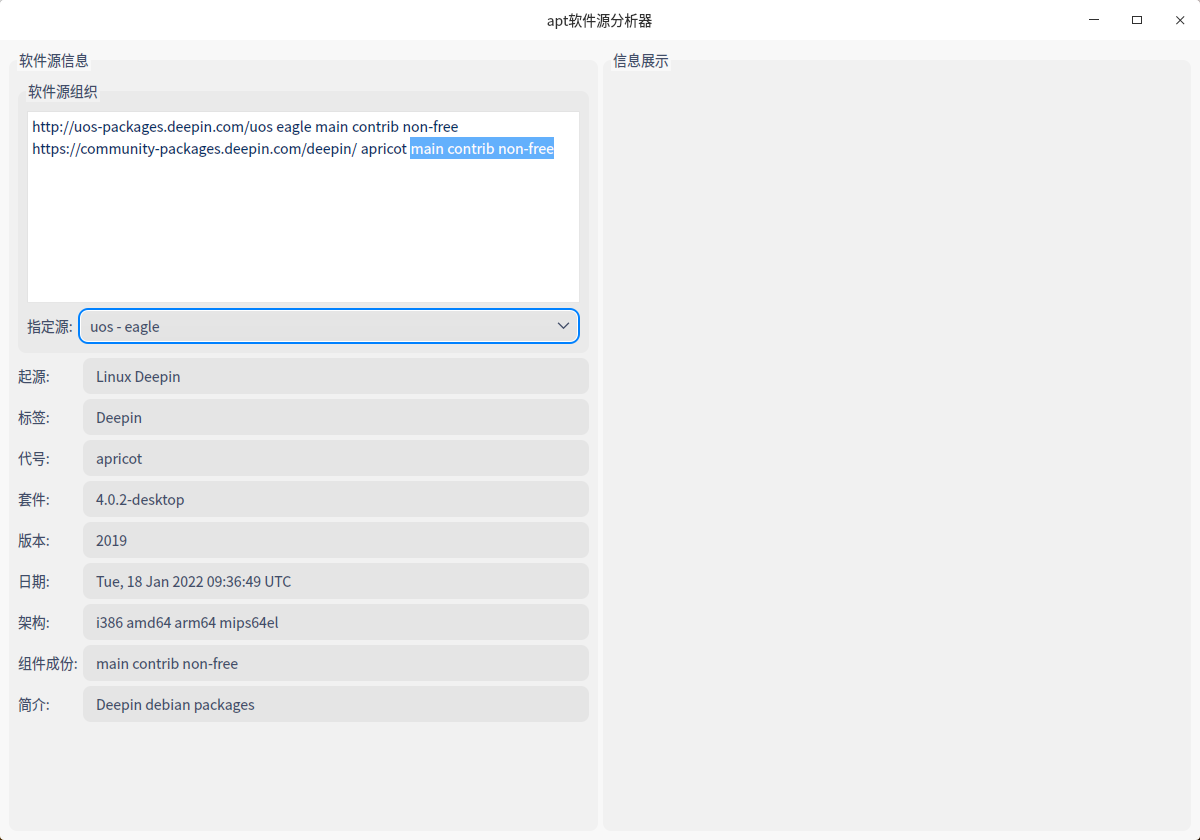 apt软件源分析器
软件源信息
软件源组织
http://uos-packages.deepin.com/uos eagle main contrib non-free
https://community-packages.deepin.com/deepin/ apricot main contrib non-free
指定源: uos - eagle
起源: Linux Deepin
标签: Deepin
代号: apricot
套件: 4.0.2-desktop
版本: 2019
日期: Tue, 18 Jan 2022 09:36:49 UTC
架构: i386 amd64 arm64 mips64el
组件成份: main contrib non-free
简介: Deepin debian packages
信息展示